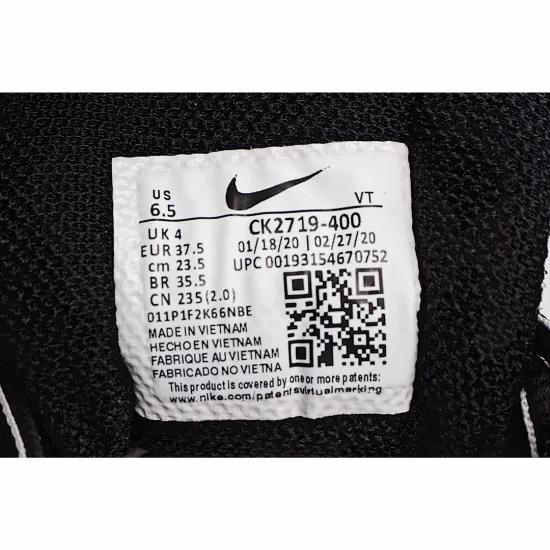 US VT
6.5 CK2719-400
UK 4 01/18/20 | 02/27/20
EUR 37.5 UPC 00193154670752
cm 23.5
BR 35.5
CN 235(2.0)
011P1F2K66NBE
MADE IN VIETNAM
HECHO EN VIETNAM
FABRIQUE AU VIETNAM
FABRICADO NO VIETNA
This product is covered by one or more patents:
www.nike.com/patentsvirtualmarking